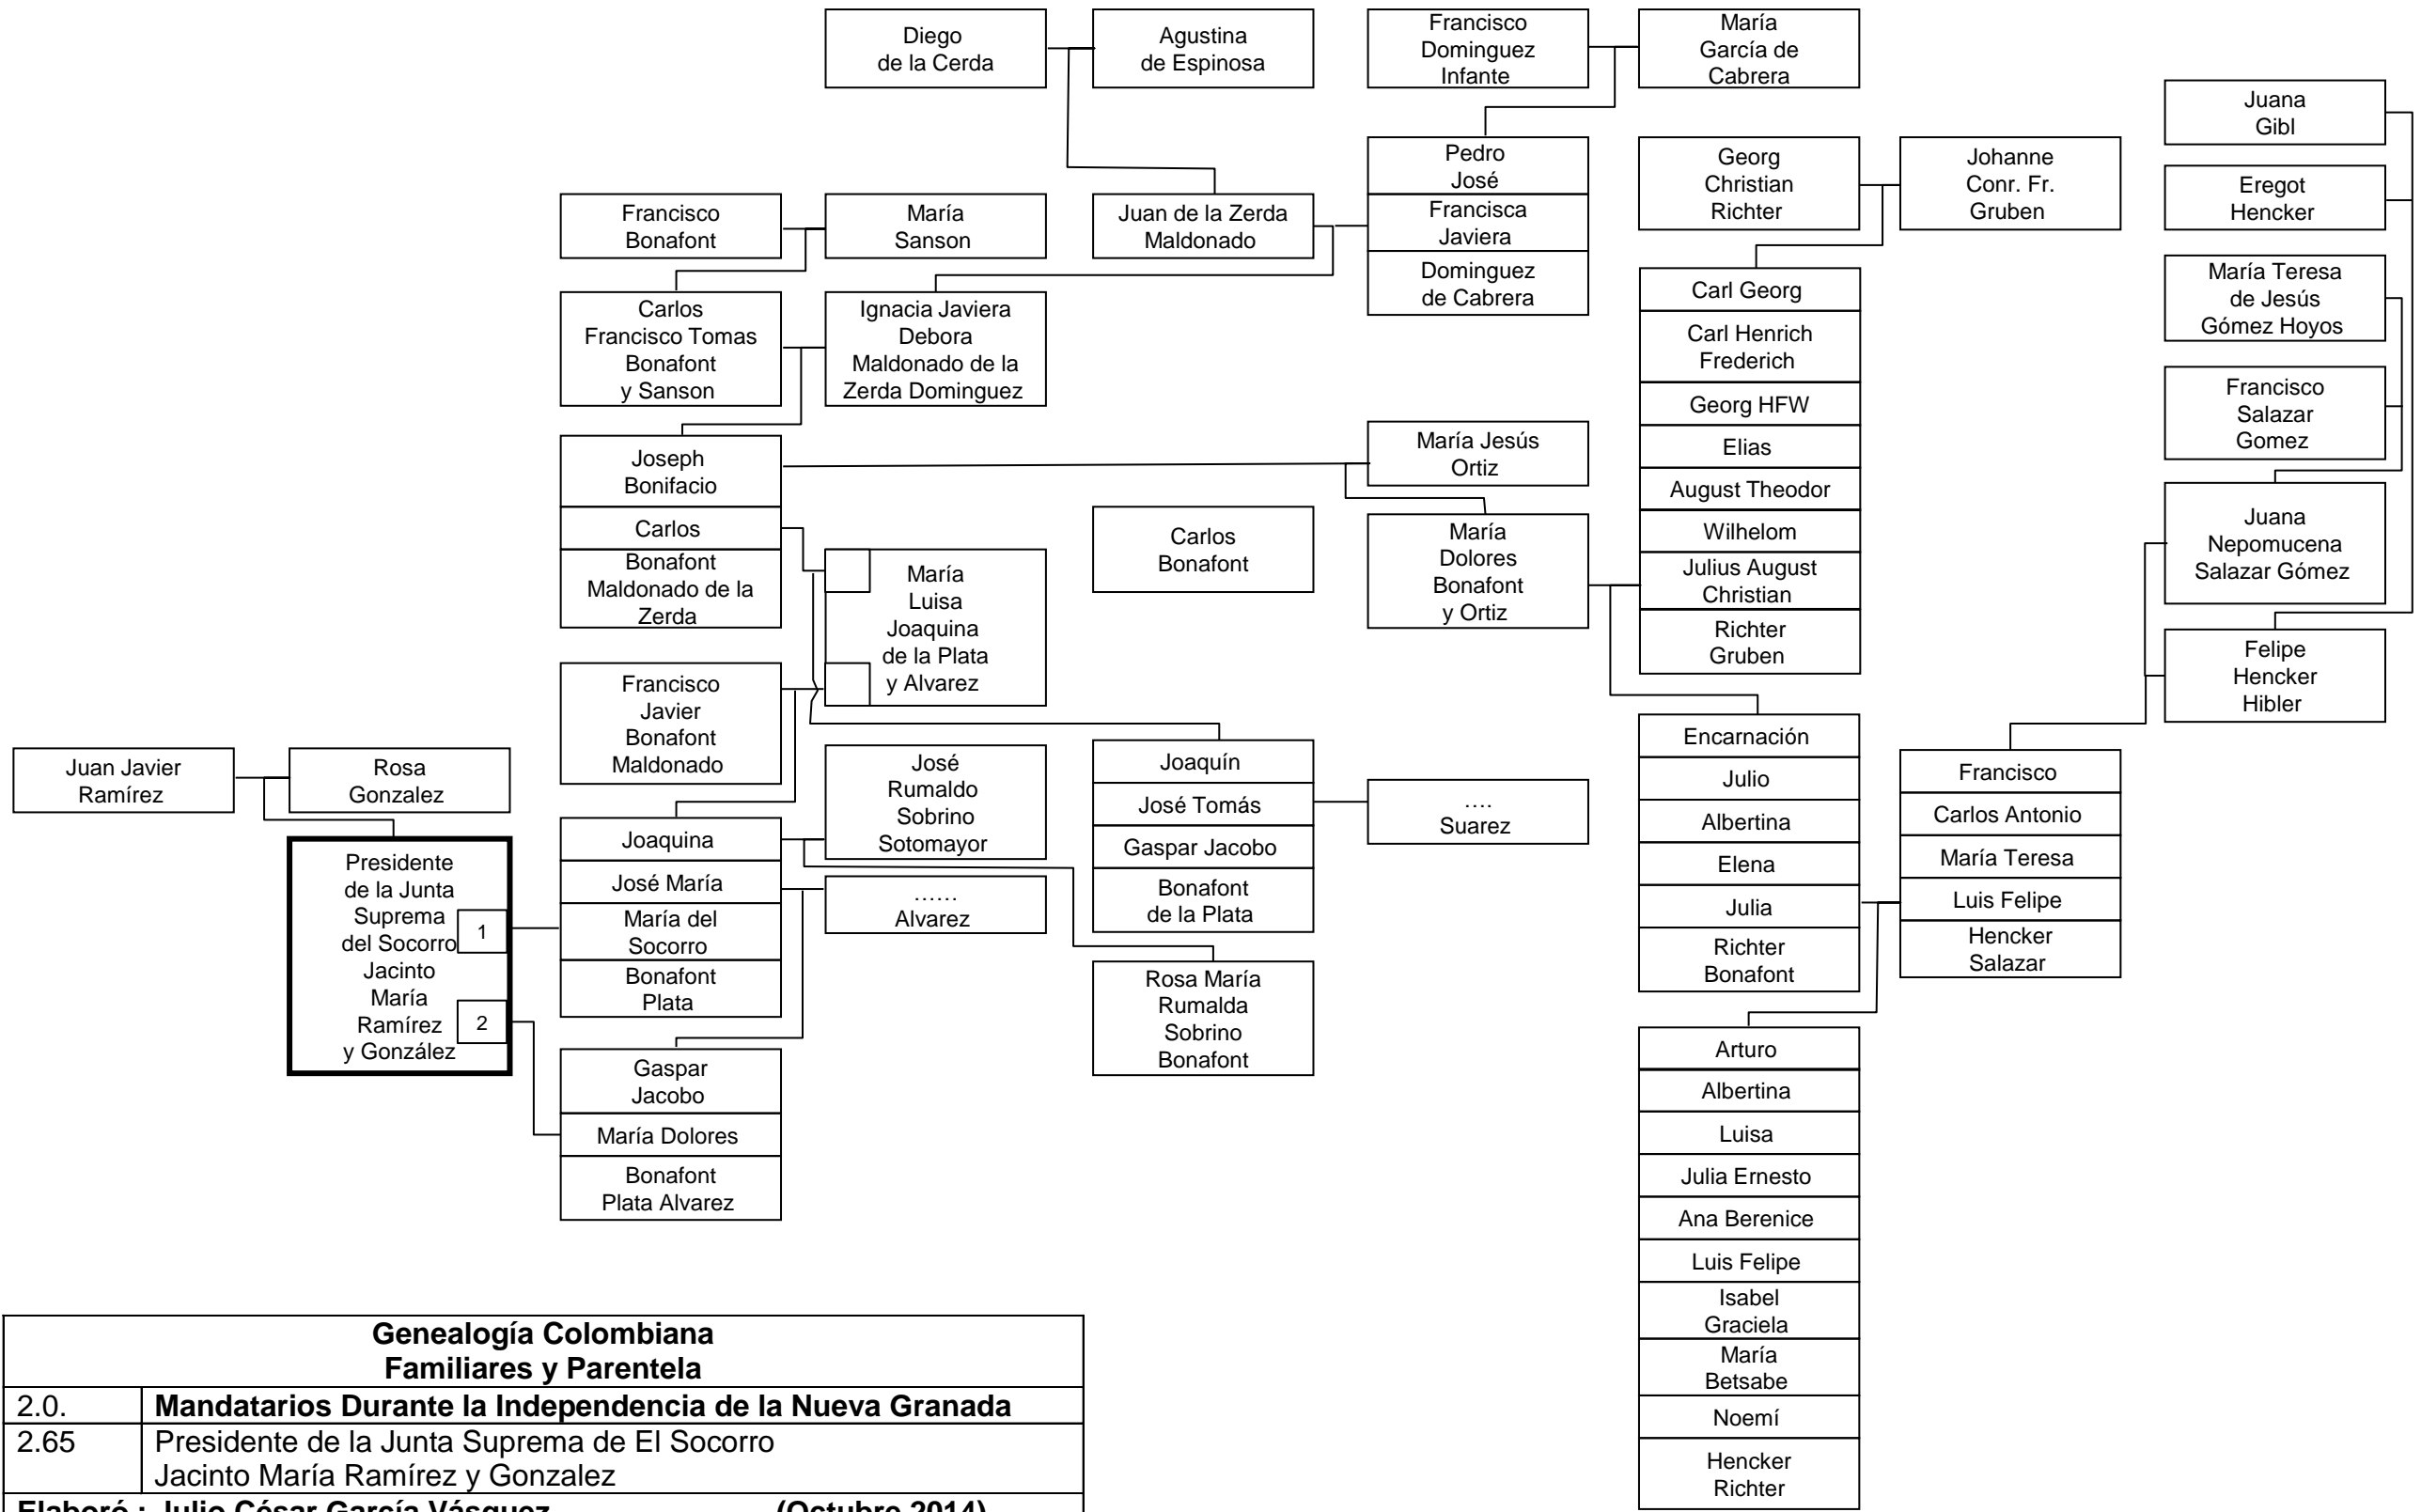 Diego
de la Cerda
Agustina
de Espinosa
Francisco
Dominguez
Infante
María
García de
Cabrera
Juana
Gibl
Pedro
José
Francisca
Javiera
Dominguez
de Cabrera
Georg
Christian
Richter
Johanne
Conr. Fr.
Gruben
Eregot
Hencker
Francisco
Bonafont
María
Sanson
Juan de la Zerda
Maldonado
María Teresa
de Jesús
Gómez Hoyos
Carlos
Francisco Tomas
Bonafont
y Sanson
Ignacia Javiera
Debora
Maldonado de la
Zerda Dominguez
Carl Georg
Carl Henrich
Frederich
Georg HFW
Elias
August Theodor
Wilhelom
Julius August
Christian
Richter
Gruben
Francisco
Salazar
Gomez
Joseph
Bonifacio
Carlos
Bonafont
Maldonado de la
Zerda
María Jesús
Ortiz
Carlos
Bonafont
María
Dolores
Bonafont
y Ortiz
Juana
Nepomucena
Salazar Gómez
María
Luisa
Joaquina
de la Plata
y Alvarez
Felipe
Hencker
Hibler
Francisco
Javier
Bonafont
Maldonado
Juan Javier
Ramírez
Rosa
Gonzalez
José
Rumaldo
Sobrino
Sotomayor
Joaquín
José Tomás
Gaspar Jacobo
Bonafont
de la Plata
....
Suarez
Encarnación
Julio
Albertina
Elena
Julia
Richter
Bonafont
Francisco
Carlos Antonio
María Teresa
Luis Felipe
Hencker
Salazar
Presidente
de la Junta
Suprema
del Socorro
Jacinto
María
Ramírez
y González
1
2
Joaquina
José María
María del
Socorro
Bonafont
Plata
......
Alvarez
Rosa María
Rumalda
Sobrino
Bonafont
Gaspar
Jacobo
María Dolores
Bonafont
Plata Alvarez
Arturo
Albertina
Luisa
Julia Ernesto
Ana Berenice
Luis Felipe
Isabel
Graciela
María
Betsabe
Noemí
Hencker
Richter
Genealogía Colombiana
Familiares y Parentela
2.0. Mandatarios Durante la Independencia de la Nueva Granada
2.65 Presidente de la Junta Suprema de El Socorro
Jacinto María Ramírez y Gonzalez
Elaboró : Julio César García Vásquez (Octubre 2014)